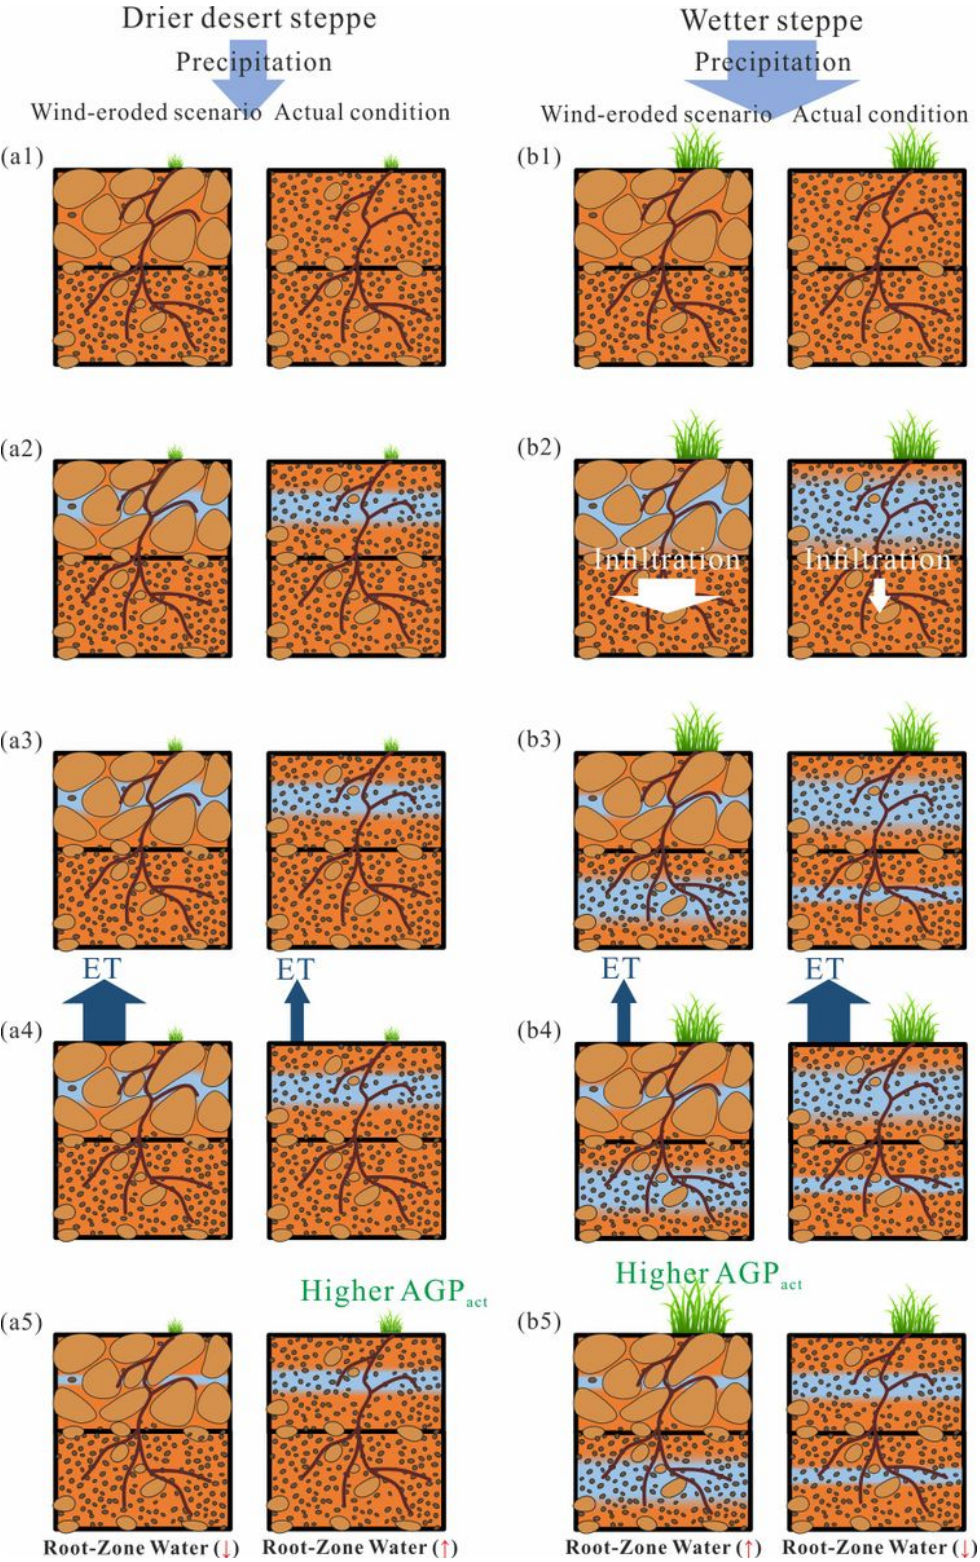 Drier desert steppe
Wetter steppe
Precipitation
Precipitation
Wind-eroded scenario Actual condition
Wind-eroded scenario Actual condition
(a1)
(b1)
(a2)
(b2)
Infiltration
Infiltration
(a3)
(b3)
ET
ET
ET
ET
(a4)
(b4)
Higher AGPact
Higher AGPact
(a5)
(b5)
Root-Zone Water (↓)
Root-Zone Water (↑)
Root-Zone Water (↑)
Root-Zone Water (↓)